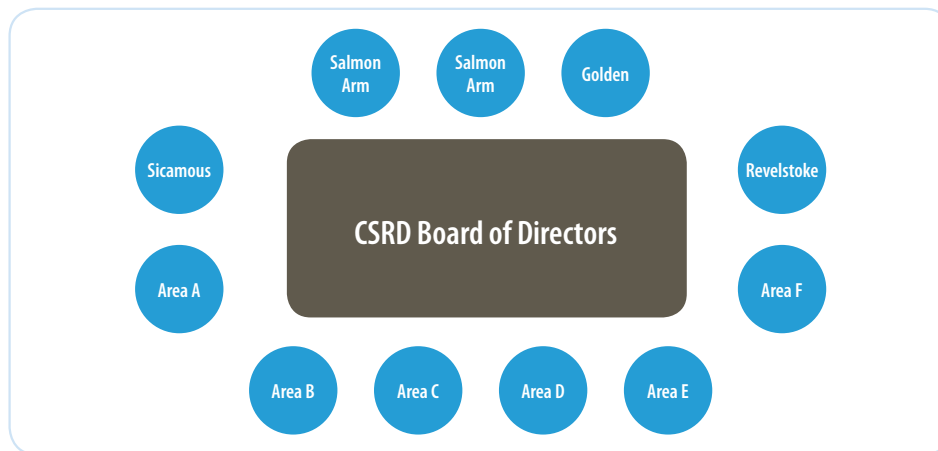 Salmon
Arm
Salmon
Arm
Golden
Sicamous
Revelstoke
CSRD Board of Directors
Area A
Area F
Area B
Area C
Area D
Area E